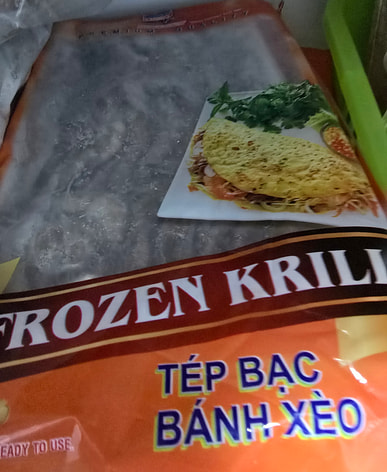 FROZEN KRILL
TÉP BẠC
BÁNH XÈO
READY TO USE